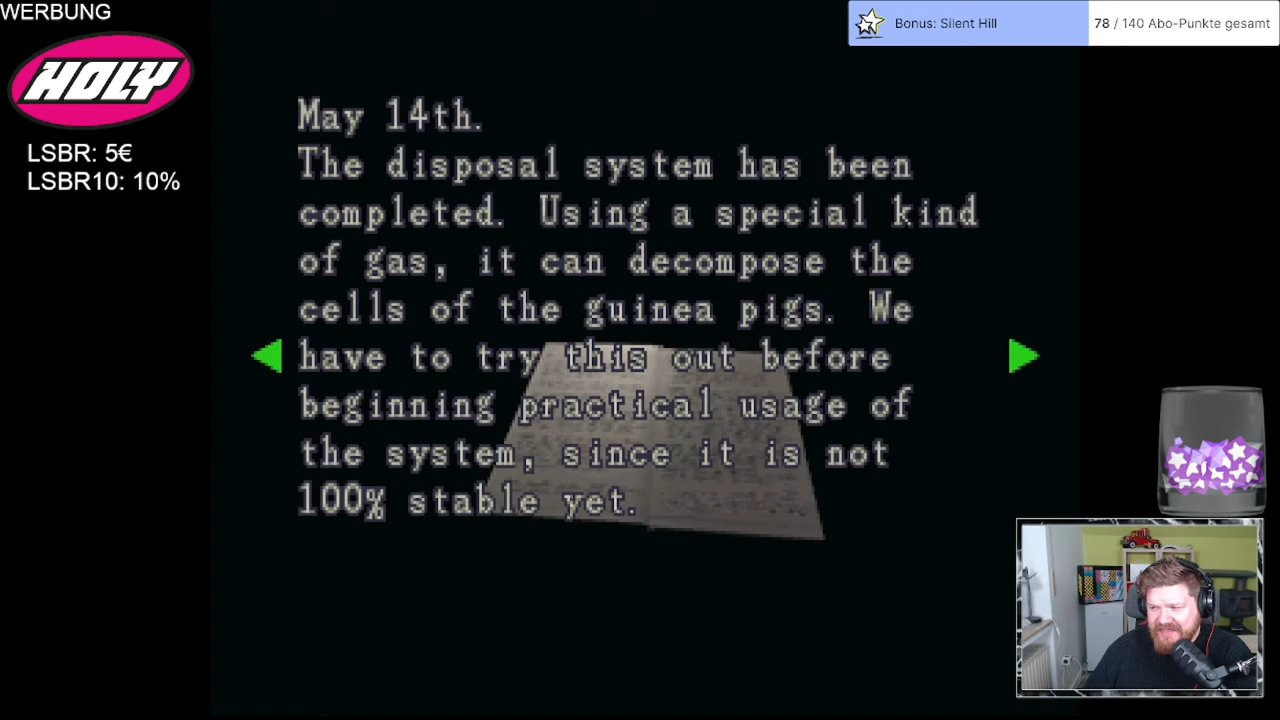 WERBUNG
HOLY
LSBR: 5€
LSBR10: 10%
Bonus: Silent Hill
78 / 140 Abo-Punkte gesamt
May 14th.
The disposal system has been
completed. Using a special kind
of gas, it can decompose the
cells of the guinea pigs. We
have to try this out before
beginning practical usage of
the system, since it is not
100% stable yet.